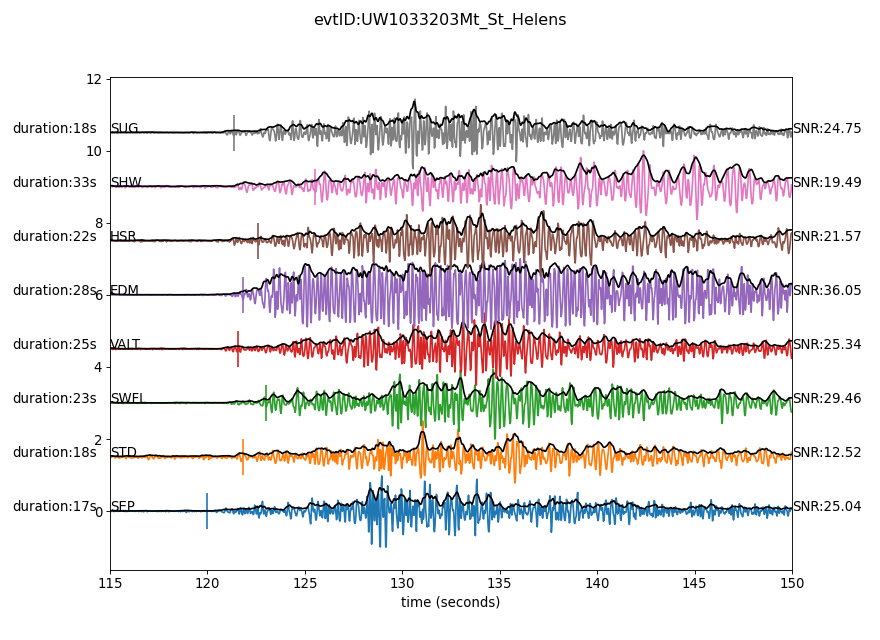 evtID:UW1033203Mt_St_Helens
12
duration:18s SUG SNR:24.75
10
duration:33s SHW SNR:19.49
8
duration:22s HSR SNR:21.57
duration:28s EDM SNR:36.05
6
duration:25s VALT SNR:25.34
4
duration:23s SWFL SNR:29.46
2
duration:18s STD SNR:12.52
duration:17s SEP SNR:25.04
0
115 120 125 130 135 140 145 150
time (seconds)